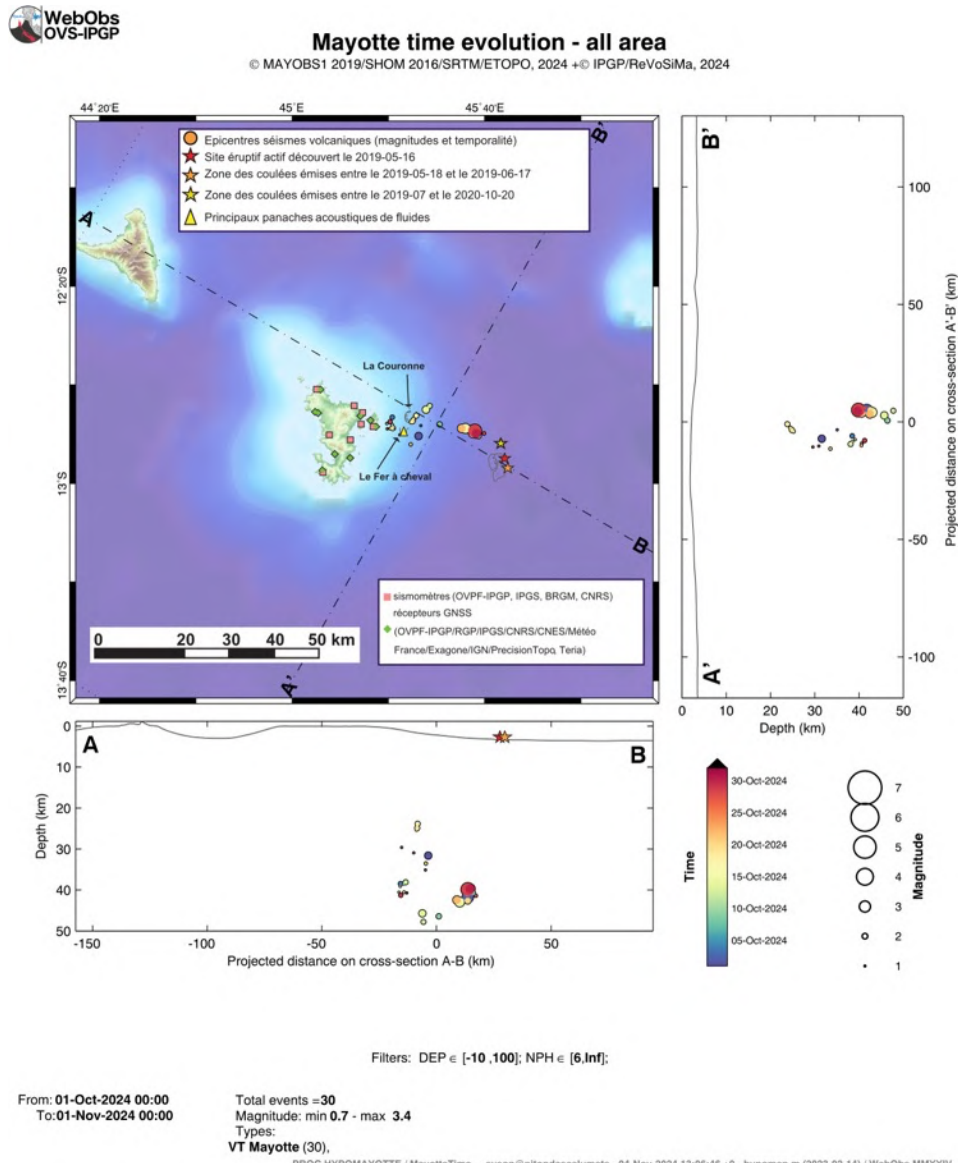 WebObs
OVS-IPGP
Mayotte time evolution - all area
© MAYOBS1 2019/SHOM 2016/SRTM/ETOPO, 2024 +© IPGP/ReVoSiMa, 2024
44°20'E 45°E 45°40'E
Epicentres séismes volcaniques (magnitudes et temporalité)
Site éruptif actif découvert le 2019-05-16
Zone des coulées émises entre le 2019-05-18 et le 2019-06-17
Zone des coulées émises entre le 2019-07 et le 2020-10-20
Principaux panaches acoustiques de fluides
B'
A
12°20'S
La Couronne
Le Fer à cheval
13°S
B
sismomètres (OVPF-IPGP, IPGS, BRGM, CNRS)
récepteurs GNSS
(OVPF-IPGP/RGP/IPGS/CNRS/CNES/Météo
France/Exagone/IGN/PrecisionTopo, Teria)
0 20 30 40 50 km
13°40'S
A'
B'
100
50
0
-50
-100
Projected distance on cross-section A'-B' (km)
A'
0 10 20 30 40 50
Depth (km)
0
10
20
30
40
50
Depth (km)
A
B
-150 -100 -50 0 50
Projected distance on cross-section A-B (km)
Time
30-Oct-2024
25-Oct-2024
20-Oct-2024
15-Oct-2024
10-Oct-2024
05-Oct-2024
7
6
5
4
3
2
1
Magnitude
Filters: DEP ∈ [-10 ,100]; NPH ∈ [6,Inf];
From: 01-Oct-2024 00:00
To:01-Nov-2024 00:00
Total events =30
Magnitude: min 0.7 - max 3.4
Types:
VT Mayotte (30),